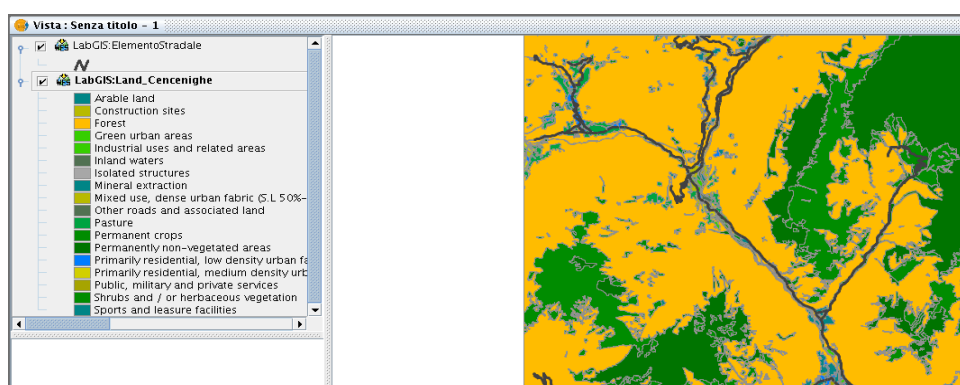 Vista : Senza titolo - 1
LabGIS:ElementoStradale
LabGIS:Land_Cencenighe
Arable land
Construction sites
Forest
Green urban areas
Industrial uses and related areas
Inland waters
Isolated structures
Mineral extraction
Mixed use, dense urban fabric (S.L 50%-
Other roads and associated land
Pasture
Permanent crops
Permanently non-vegetated areas
Primarily residential, low density urban fa
Primarily residential, medium density urb
Public, military and private services
Shrubs and / or herbaceous vegetation
Sports and leasure facilities